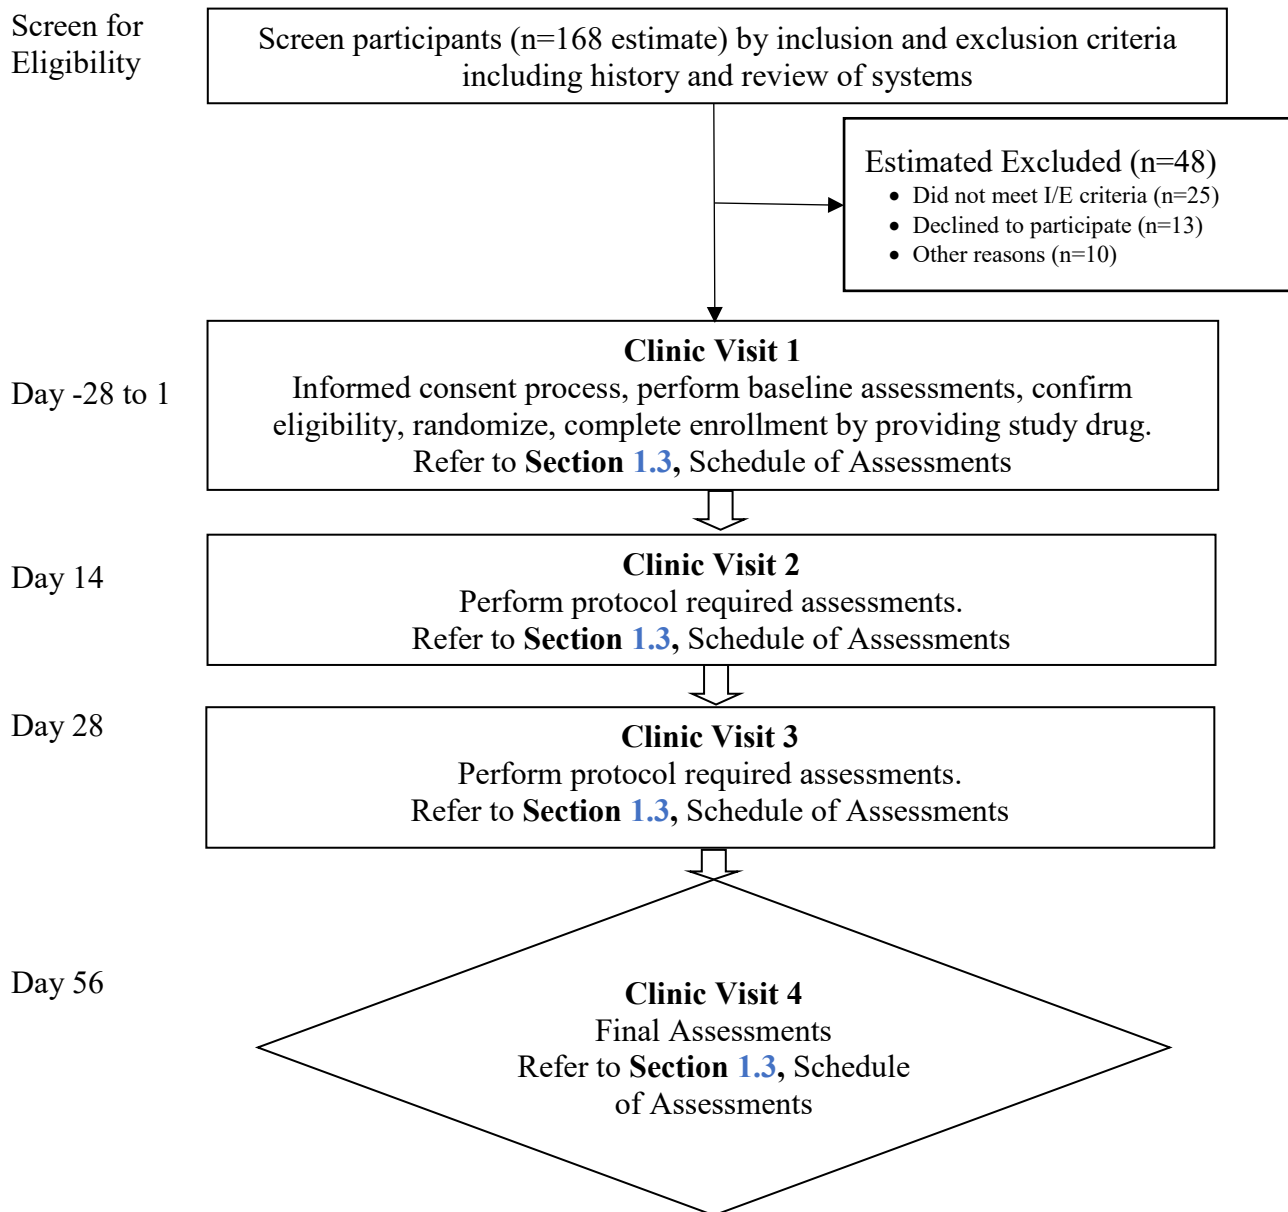 Screen for
Eligibility
Screen participants (n=168 estimate) by inclusion and exclusion criteria
including history and review of systems
Estimated Excluded (n=48)
• Did not meet I/E criteria (n=25)
• Declined to participate (n=13)
• Other reasons (n=10)
Day -28 to 1
Clinic Visit 1
Informed consent process, perform baseline assessments, confirm
eligibility, randomize, complete enrollment by providing study drug.
Refer to Section 1.3, Schedule of Assessments
Day 14
Clinic Visit 2
Perform protocol required assessments.
Refer to Section 1.3, Schedule of Assessments
Day 28
Clinic Visit 3
Perform protocol required assessments.
Refer to Section 1.3, Schedule of Assessments
Day 56
Clinic Visit 4
Final Assessments
Refer to Section 1.3, Schedule
of Assessments